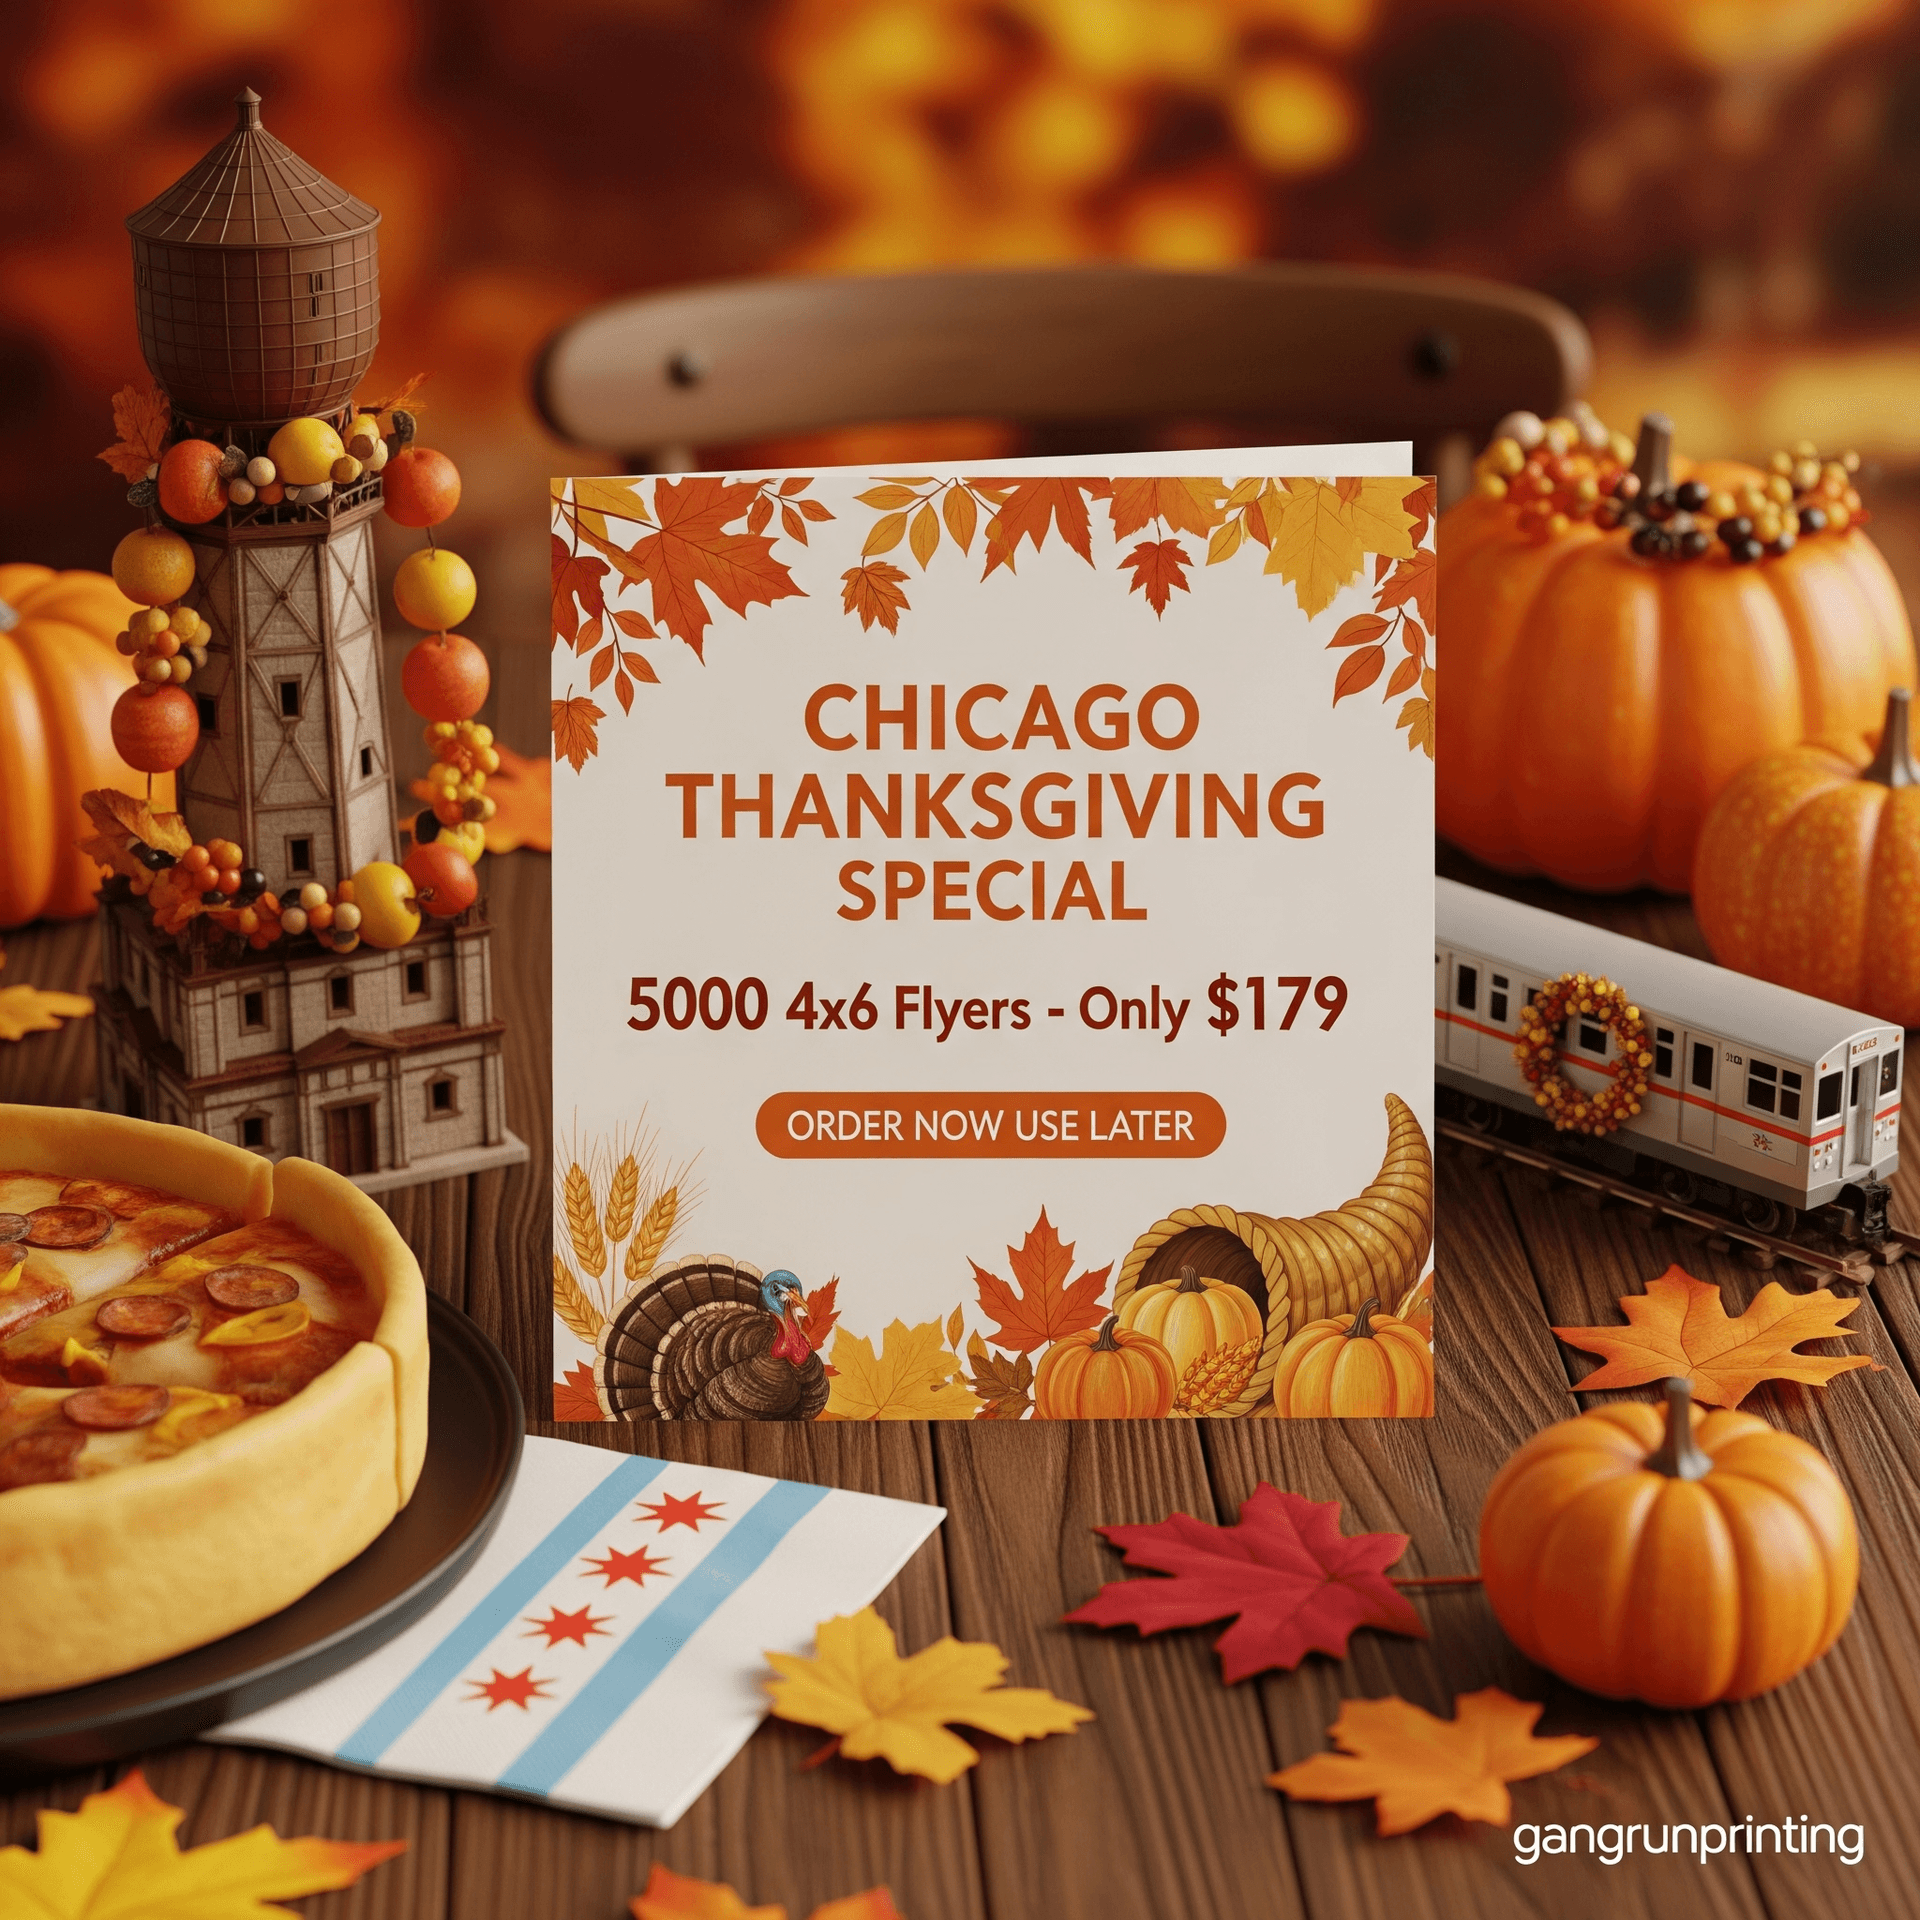 CHICAGO
THANKSGIVING
SPECIAL
5000 4x6 Flyers - Only $179
ORDER NOW USE LATER
gangrunprinting